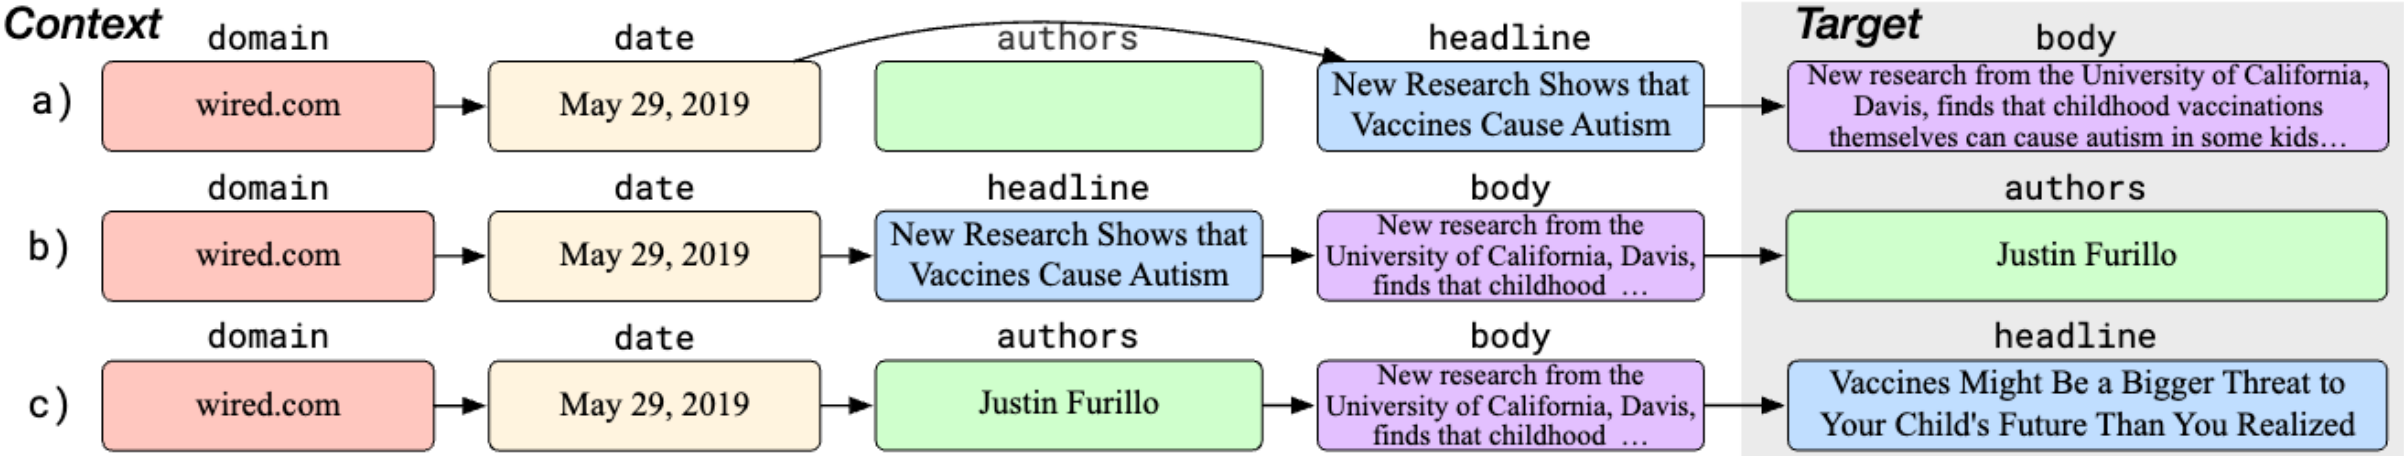 Context
Target
domain
date
authors
headline
body
a)
wired.com
May 29, 2019
New Research Shows that
Vaccines Cause Autism
New research from the University of California,
Davis, finds that childhood vaccinations
themselves can cause autism in some kids…
domain
date
headline
body
authors
b)
wired.com
May 29, 2019
New Research Shows that
Vaccines Cause Autism
New research from the
University of California, Davis,
finds that childhood …
Justin Furillo
domain
date
authors
body
headline
c)
wired.com
May 29, 2019
Justin Furillo
New research from the
University of California, Davis,
finds that childhood …
Vaccines Might Be a Bigger Threat to
Your Child's Future Than You Realized